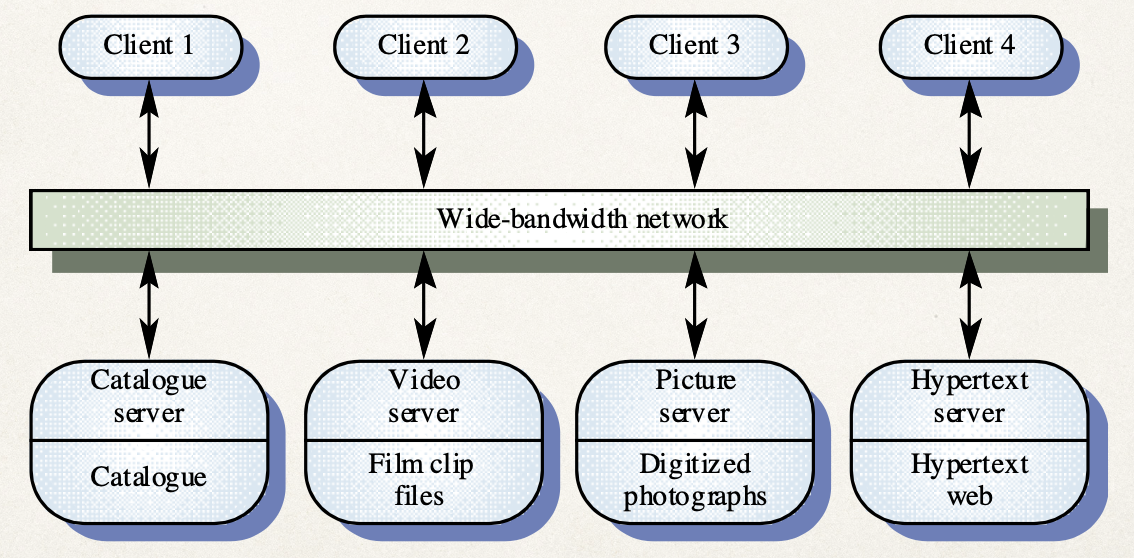 Client 1
Client 2
Client 3
Client 4
Wide-bandwidth network
Catalogue
server
Catalogue
Video
server
Film clip
files
Picture
server
Digitized
photographs
Hypertext
server
Hypertext
web